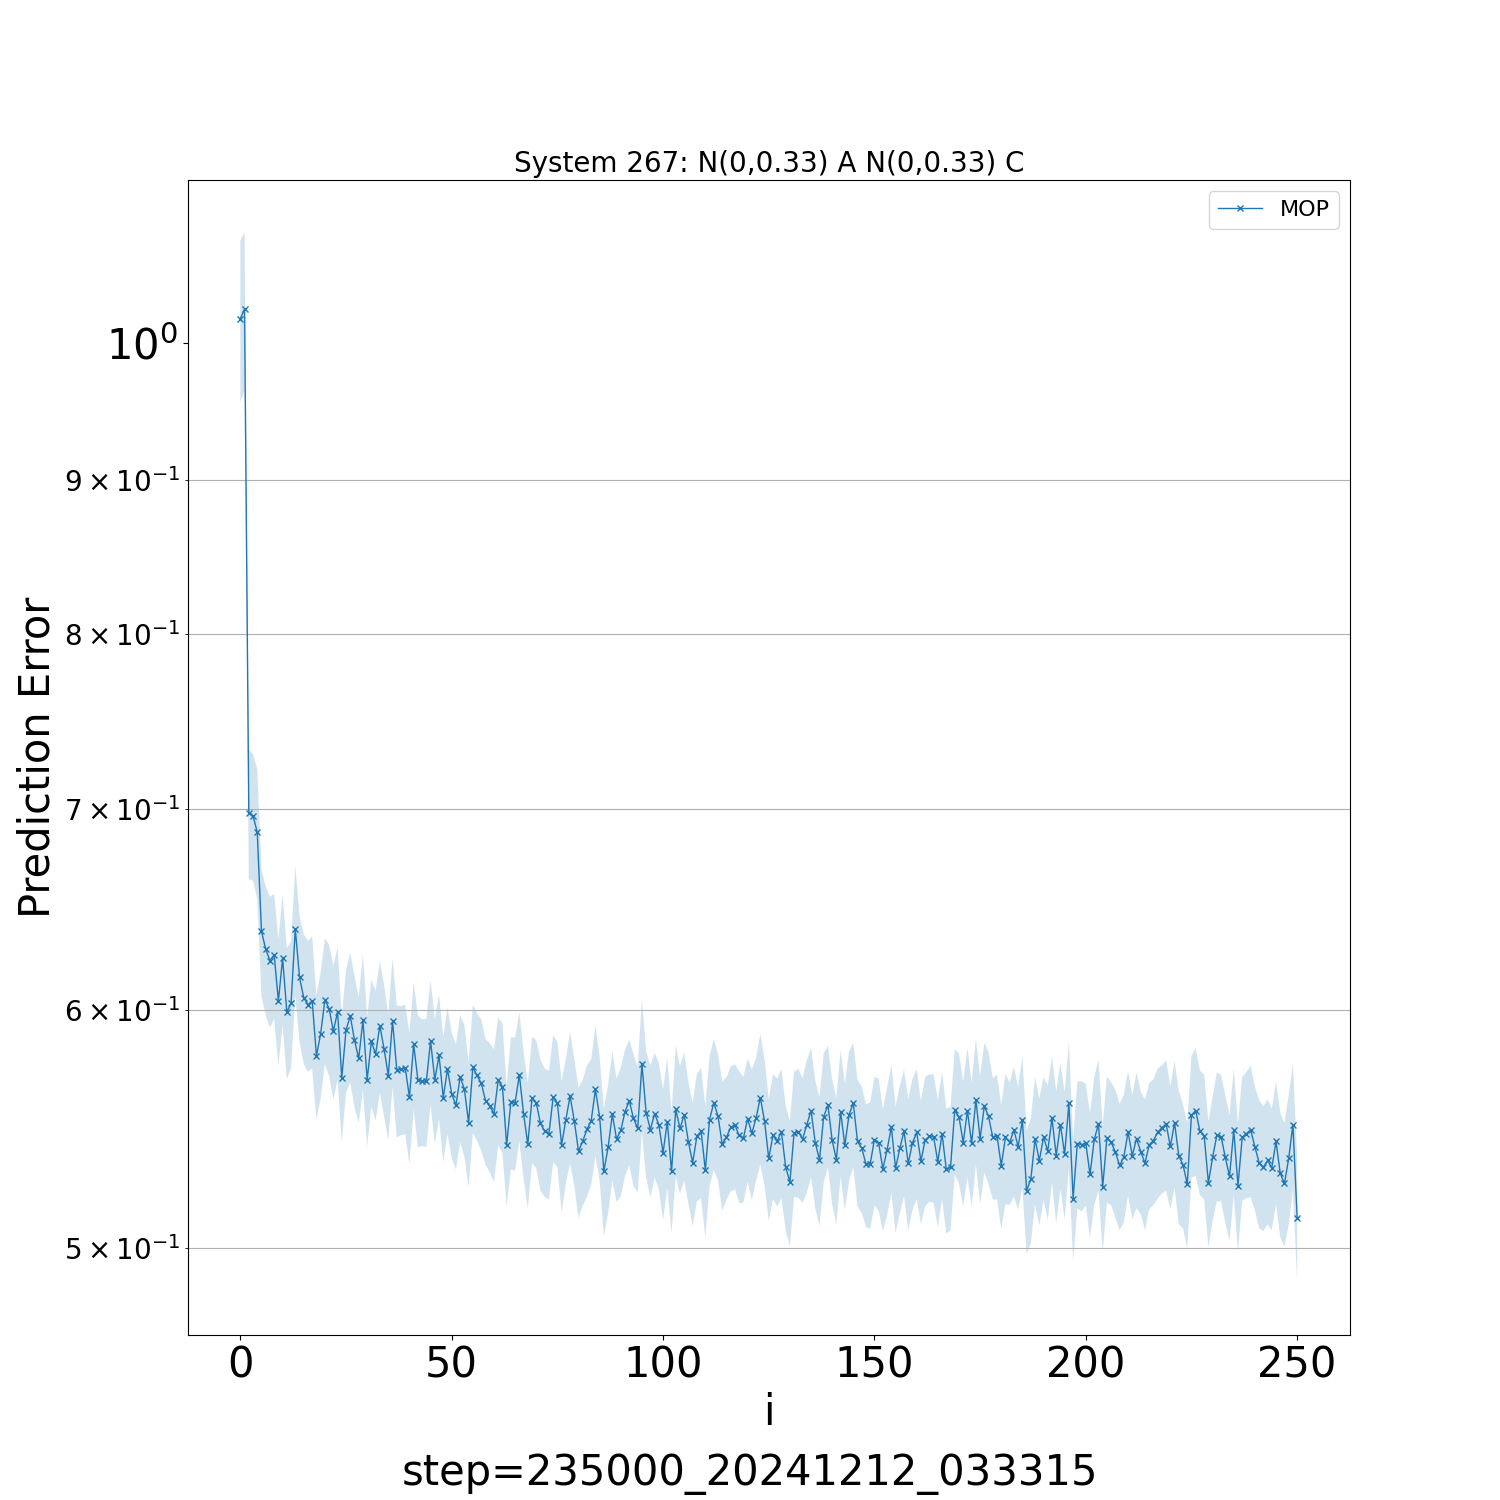 System 267: N(0,0.33) A N(0,0.33) C
MOP
10⁰
9 × 10⁻¹
8 × 10⁻¹
7 × 10⁻¹
6 × 10⁻¹
5 × 10⁻¹
Prediction Error
0 50 100 150 200 250
i
step=235000_20241212_033315